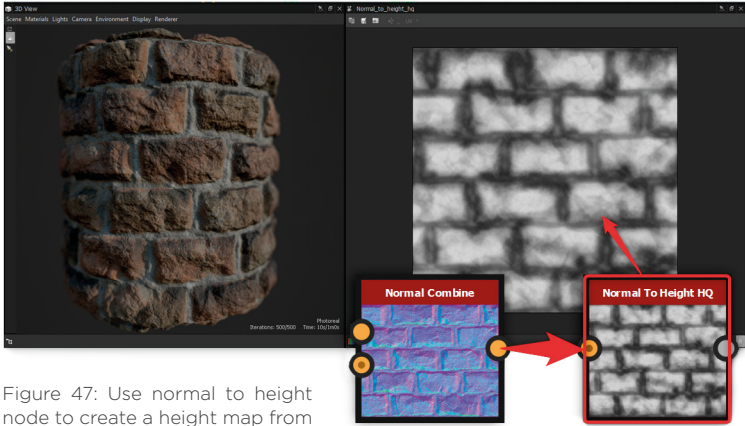 3D View
Normal_to_height_hq
Scene Materials Lights Camera Environment Display Renderer
Photoreal
Iterations: 500/500 Time: 10s/1m0s
Normal Combine
Normal To Height HQ
Figure 47: Use normal to height
node to create a height map from